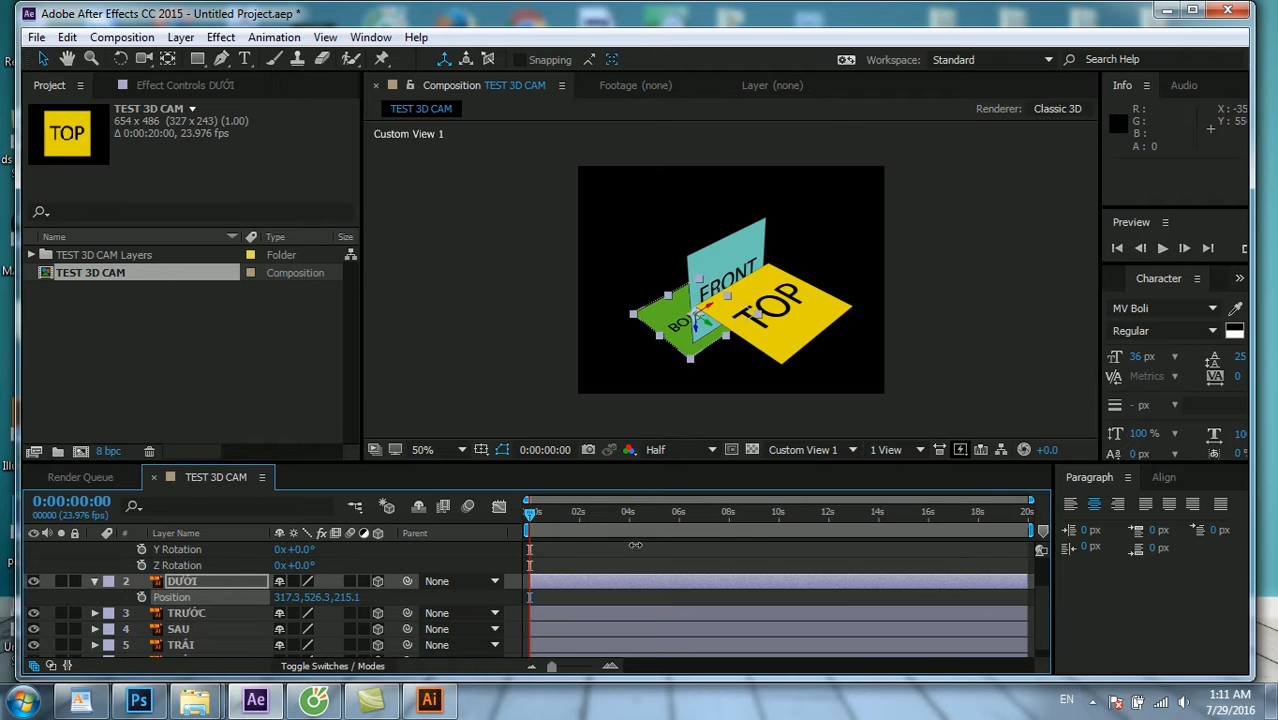 Adobe After Effects CC 2015 - Untitled Project.aep *
File Edit Composition Layer Effect Animation View Window Help
Snapping Workspace: Standard Search Help
Project Effect Controls DƯỚI Composition TEST 3D CAM Footage (none) Layer (none) Info Audio
TEST 3D CAM
654 x 486 (327 x 243) (1.00)
Δ 0:00:20:00, 23.976 fps
TOP
TEST 3D CAM Renderer: Classic 3D
Custom View 1
R:
G:
B:
A: 0
X: -35
Y: 550
Name Type Size
TEST 3D CAM Layers Folder
TEST 3D CAM Composition
FRONT
TOP
Preview
Character
MV Boli
Regular
36 px 25
Metrics 0
- px
100 % 100
0 px 0 %
8 bpc
50% 0:00:00:00 Half Custom View 1 1 View +0.0
Render Queue TEST 3D CAM Paragraph Align
0:00:00:00
00000 (23.976 fps)
02s 04s 06s 08s 10s 12s 14s 16s 18s 20s
Layer Name Parent
0 px 0 px 0 px
0 px 0 px
Y Rotation 0x+0.0°
Z Rotation 0x+0.0°
2 DƯỚI None
Position 317.3,526.3,215.1
3 TRƯỚC None
4 SAU None
5 TRÁI None
Toggle Switches / Modes
Ps Ae Ai
EN 1:11 AM
7/29/2016